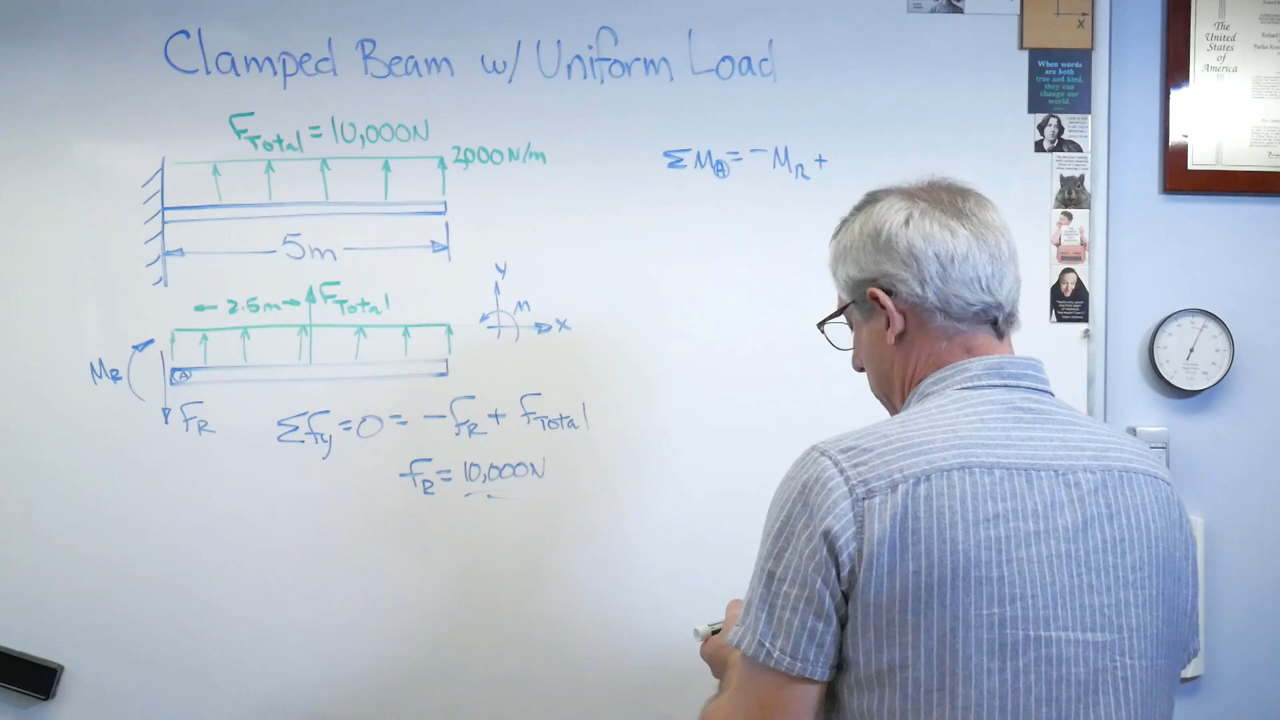 Clamped Beam w/ Uniform Load
FTotal = 10,000N
2,000 N/m
5m
2.5m
FTotal
MR
A
FR
y
M
x
ΣFy = 0 = -FR + FTotal
FR = 10,000N
ΣMA = -MR +
X
When words
are both
true and kind,
they can
change our
world.
The
United
States
of
America